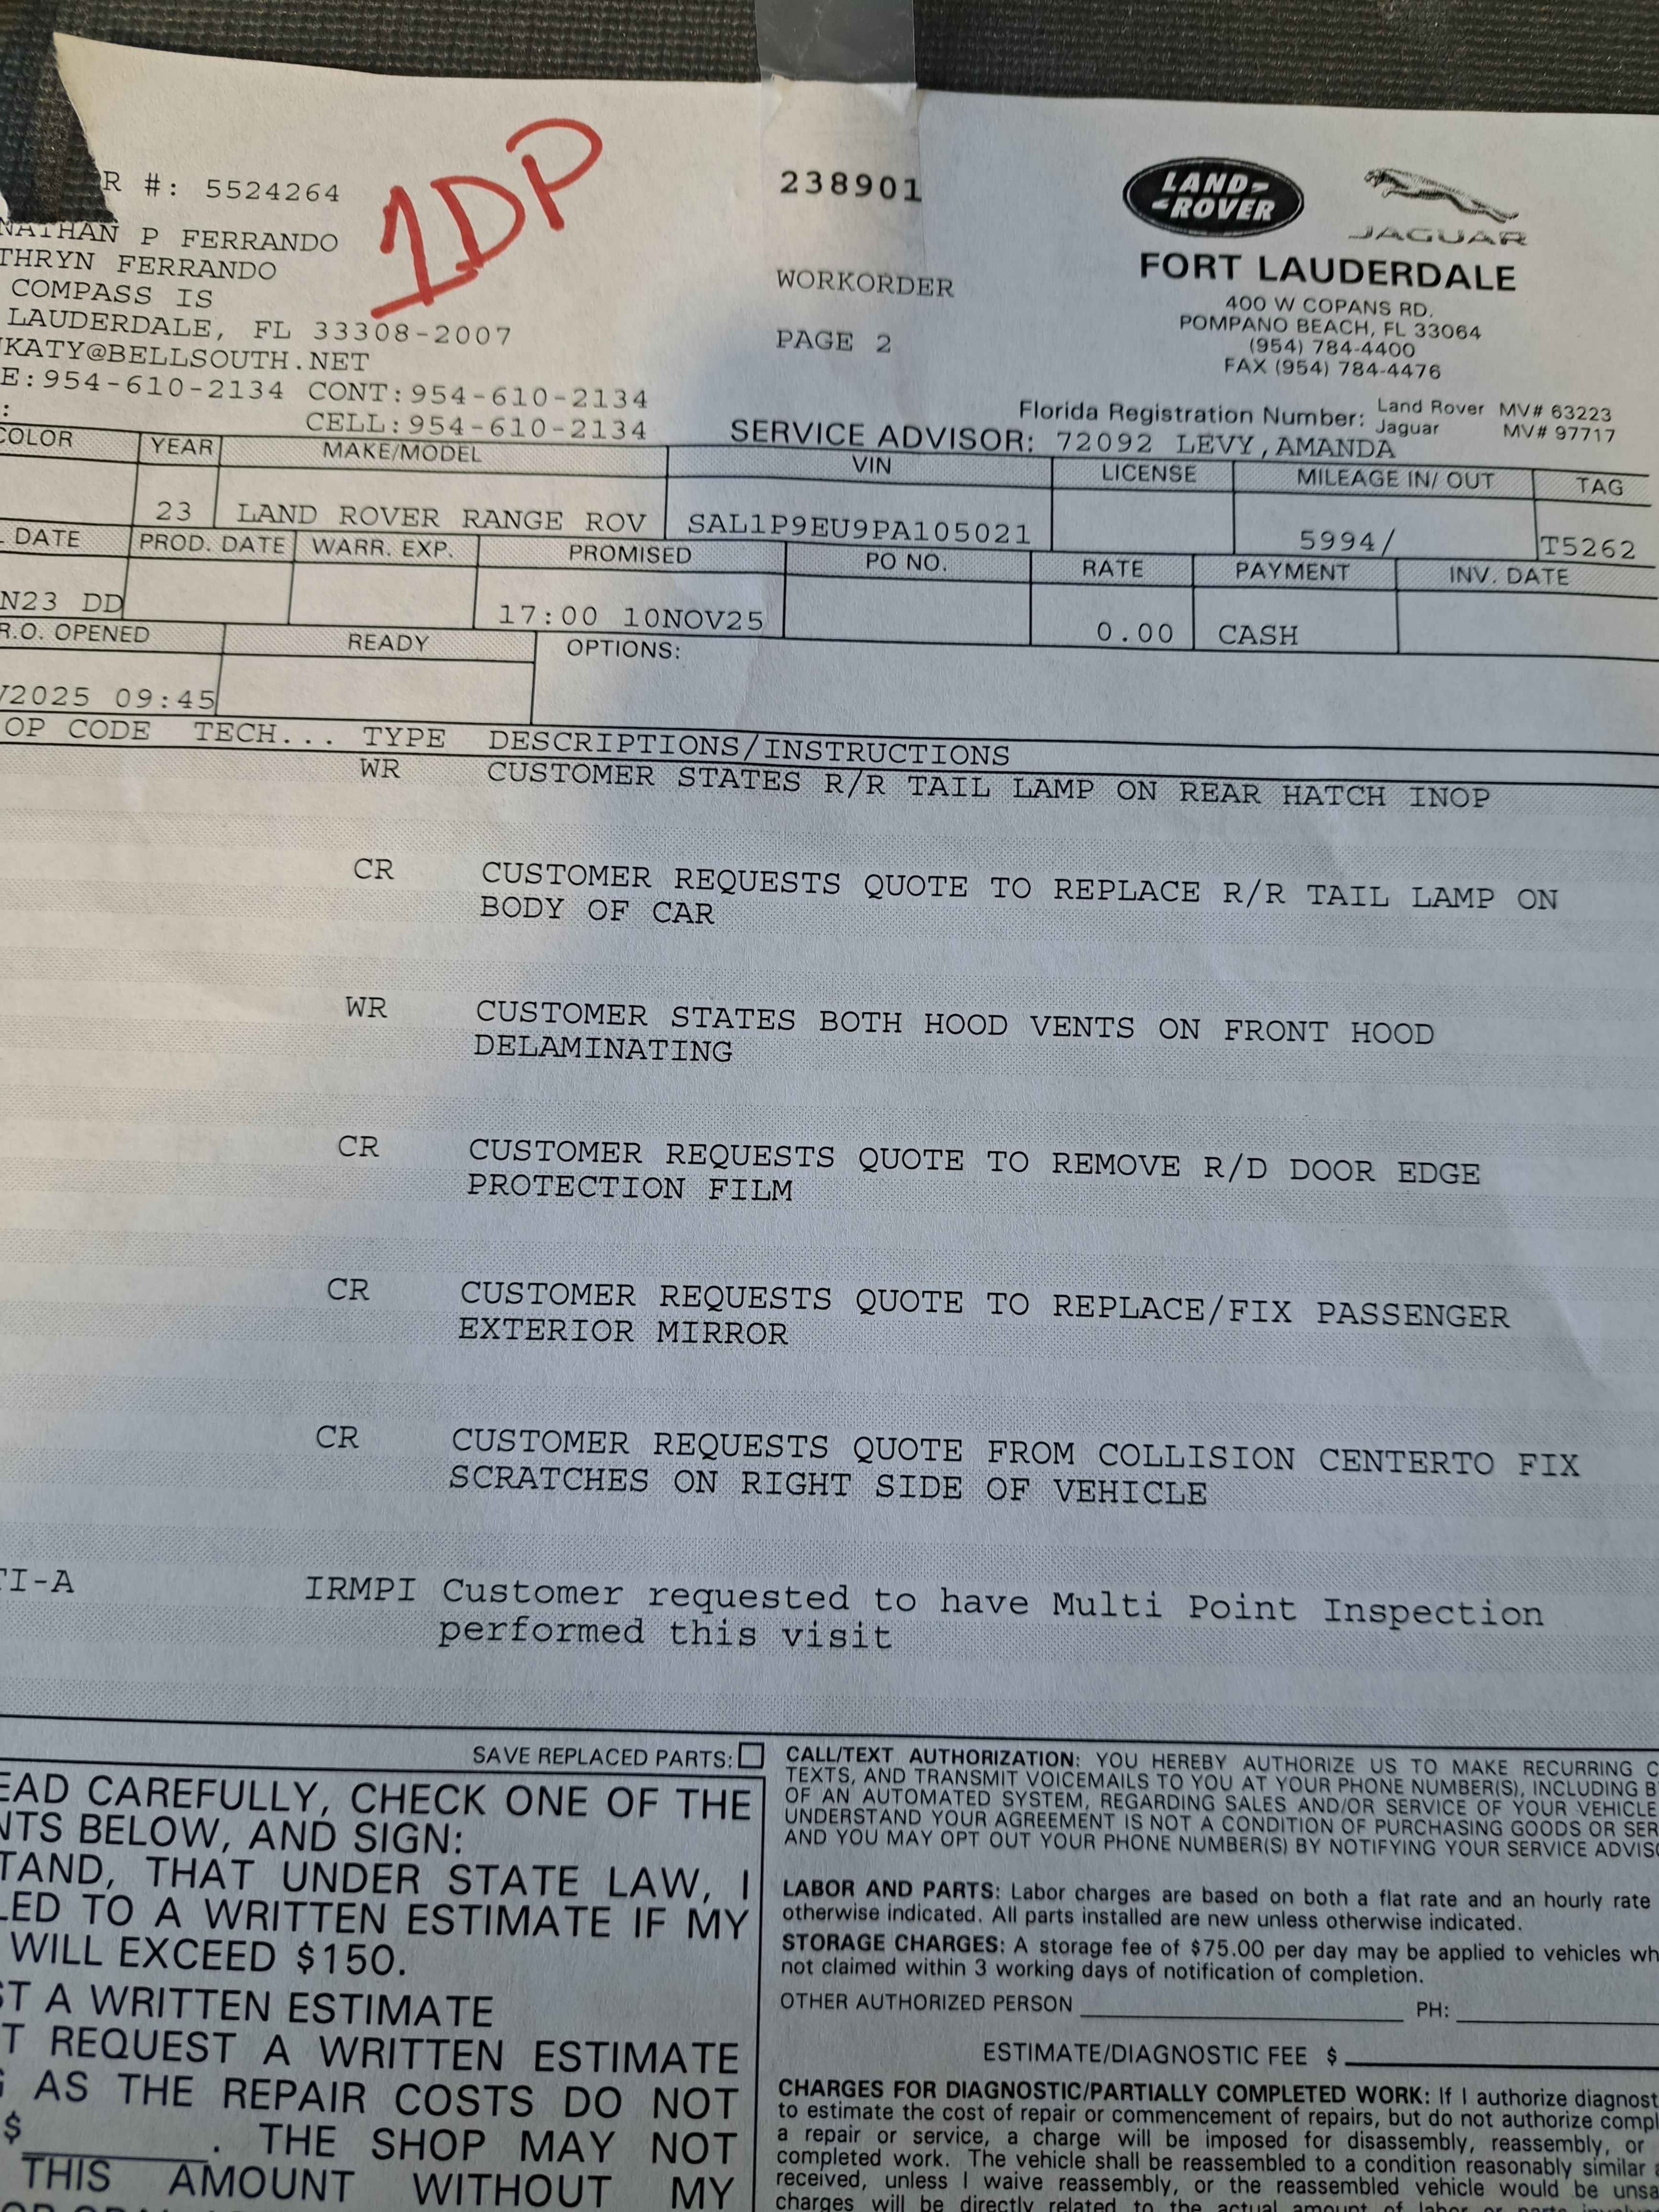 R #: 5524264
1DP
238901
LAND-
-ROVER
JAGUAR
NATHAN P FERRANDO
THRYN FERRANDO
COMPASS IS
LAUDERDALE, FL 33308-2007
KATY@BELLSOUTH.NET
E:954-610-2134 CONT:954-610-2134
CELL:954-610-2134
WORKORDER
PAGE 2
FORT LAUDERDALE
400 W COPANS RD.
POMPANO BEACH, FL 33064
(954) 784-4400
FAX (954) 784-4476
Florida Registration Number: Land Rover MV# 63223
Jaguar MV# 97717
SERVICE ADVISOR: 72092 LEVY,AMANDA
COLOR YEAR MAKE/MODEL VIN LICENSE MILEAGE IN/ OUT TAG
23 LAND ROVER RANGE ROV SAL1P9EU9PA105021 5994/ T5262
. DATE PROD. DATE WARR. EXP. PROMISED PO NO. RATE PAYMENT INV. DATE
N23 DD 17:00 10NOV25 0.00 CASH
R.O. OPENED READY OPTIONS:
2025 09:45
OP CODE TECH... TYPE DESCRIPTIONS/INSTRUCTIONS
WR CUSTOMER STATES R/R TAIL LAMP ON REAR HATCH INOP
CR CUSTOMER REQUESTS QUOTE TO REPLACE R/R TAIL LAMP ON
BODY OF CAR
WR CUSTOMER STATES BOTH HOOD VENTS ON FRONT HOOD
DELAMINATING
CR CUSTOMER REQUESTS QUOTE TO REMOVE R/D DOOR EDGE
PROTECTION FILM
CR CUSTOMER REQUESTS QUOTE TO REPLACE/FIX PASSENGER
EXTERIOR MIRROR
CR CUSTOMER REQUESTS QUOTE FROM COLLISION CENTERTO FIX
SCRATCHES ON RIGHT SIDE OF VEHICLE
TI-A IRMPI Customer requested to have Multi Point Inspection
performed this visit
SAVE REPLACED PARTS:
EAD CAREFULLY, CHECK ONE OF THE
NTS BELOW, AND SIGN:
TAND, THAT UNDER STATE LAW, I
LED TO A WRITTEN ESTIMATE IF MY
WILL EXCEED $150.
ST A WRITTEN ESTIMATE
T REQUEST A WRITTEN ESTIMATE
AS THE REPAIR COSTS DO NOT
$ . THE SHOP MAY NOT
THIS AMOUNT WITHOUT MY
CALL/TEXT AUTHORIZATION: YOU HEREBY AUTHORIZE US TO MAKE RECURRING C
TEXTS, AND TRANSMIT VOICEMAILS TO YOU AT YOUR PHONE NUMBER(S), INCLUDING B
OF AN AUTOMATED SYSTEM, REGARDING SALES AND/OR SERVICE OF YOUR VEHICLE
UNDERSTAND YOUR AGREEMENT IS NOT A CONDITION OF PURCHASING GOODS OR SER
AND YOU MAY OPT OUT YOUR PHONE NUMBER(S) BY NOTIFYING YOUR SERVICE ADVISO
LABOR AND PARTS: Labor charges are based on both a flat rate and an hourly rate
otherwise indicated. All parts installed are new unless otherwise indicated.
STORAGE CHARGES: A storage fee of $75.00 per day may be applied to vehicles wh
not claimed within 3 working days of notification of completion.
OTHER AUTHORIZED PERSON PH:
ESTIMATE/DIAGNOSTIC FEE $
CHARGES FOR DIAGNOSTIC/PARTIALLY COMPLETED WORK: If I authorize diagnost
to estimate the cost of repair or commencement of repairs, but do not authorize compl
a repair or service, a charge will be imposed for disassembly, reassembly, or
completed work. The vehicle shall be reassembled to a condition reasonably similar
received, unless I waive reassembly, or the reassembled vehicle would be unsa
charges will be directly related to the actual amount of labor or parts